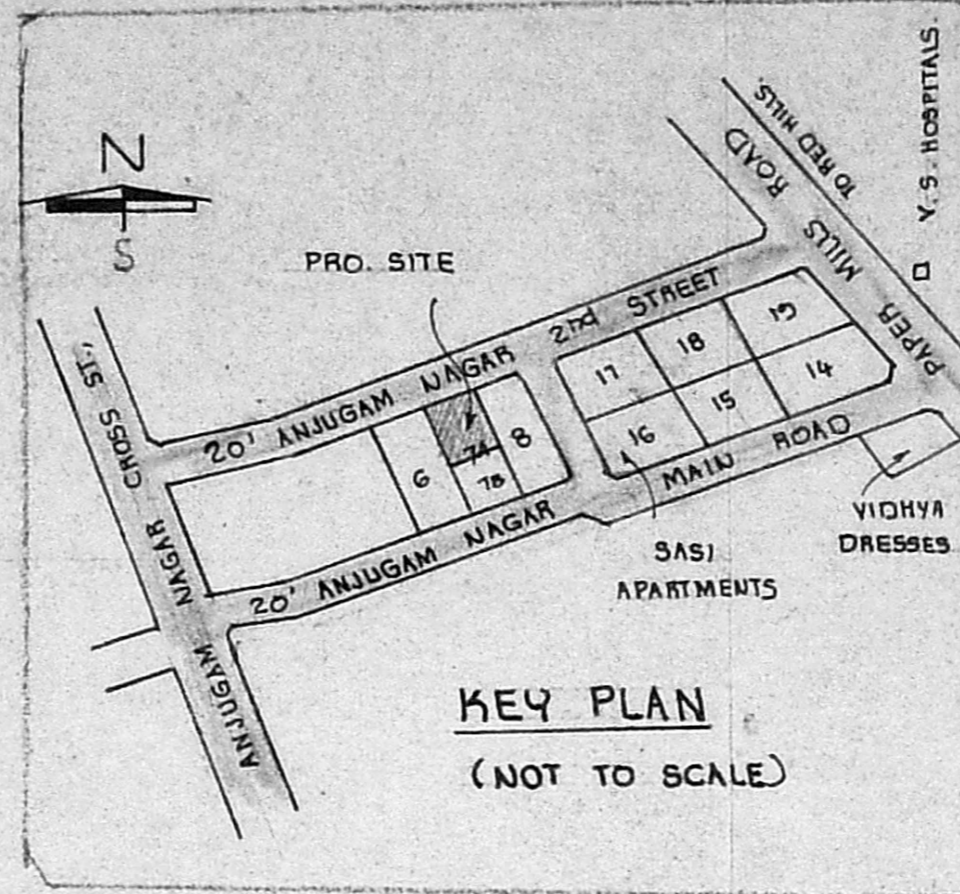 Y.S. HOSPITALS.
TO RED MILLS.
N
S
PRO. SITE
PAPER MILLS ROAD
20' ANJUGAM NAGAR 2nd STREET
19
18
17
14
15
16
8
7A
6
7B
ANJUGAM NAGAR CROSS ST.,
20' ANJUGAM NAGAR MAIN ROAD
VIDHYA
DRESSES
SASI
APARTMENTS
KEY PLAN
(NOT TO SCALE)